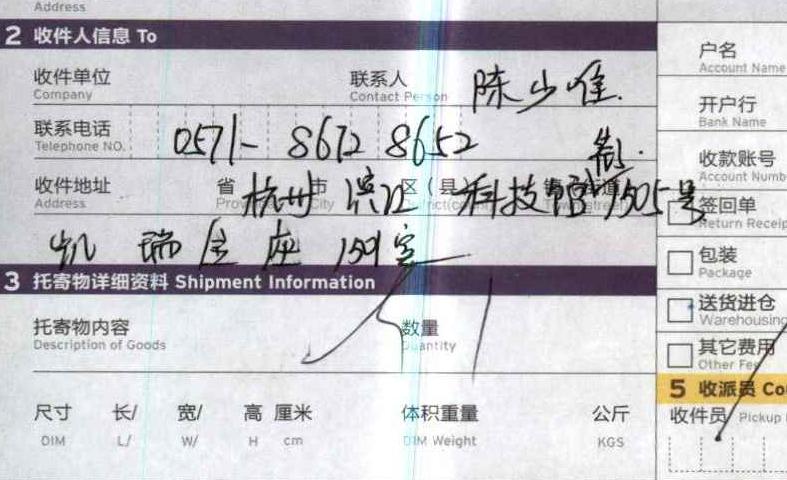 Address
2 收件人信息 To
收件单位 联系人 陈少维
Company Contact Person
联系电话 0571-86728652
Telephone NO.
收件地址 省 杭州 市 滨江 区(县) 科技馆街1505号
Address Province City District(county)
凯瑞金座1501室
3 托寄物详细资料 Shipment Information
托寄物内容 数量
Description of Goods Quantity
尺寸 长/ 宽/ 高 厘米 体积重量 公斤
DIM L/ W/ H cm DIM Weight KGS
户名
Account Name
开户行
Bank Name
收款账号
Account Numb
签回单
Return Receip
包装
Package
送货进仓
Warehousing
其它费用
Other Fee
5 收派员 Co
收件员 Pickup